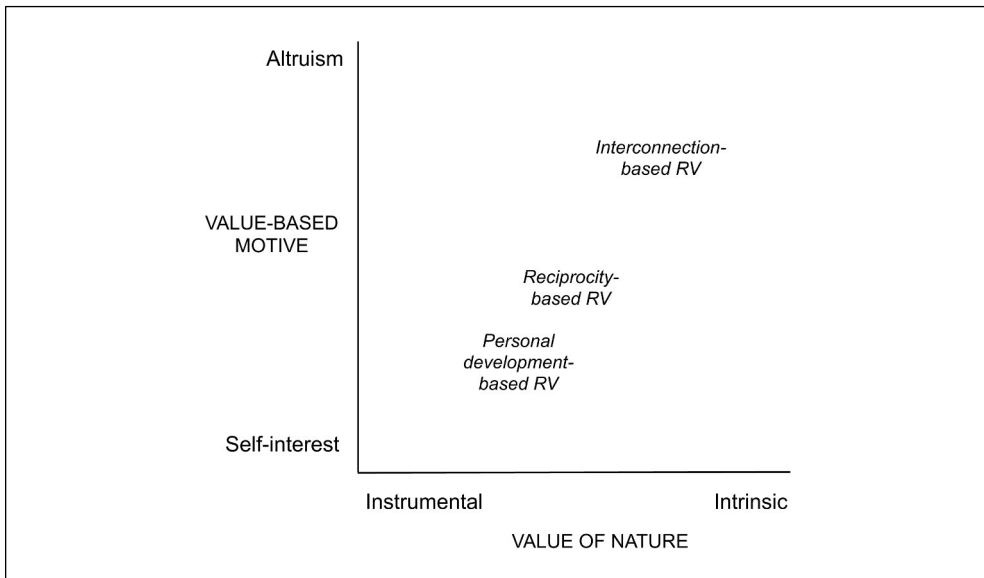 Altruism
Interconnection-
based RV
VALUE-BASED
MOTIVE
Reciprocity-
based RV
Personal
development-
based RV
Self-interest
Instrumental
Intrinsic
VALUE OF NATURE